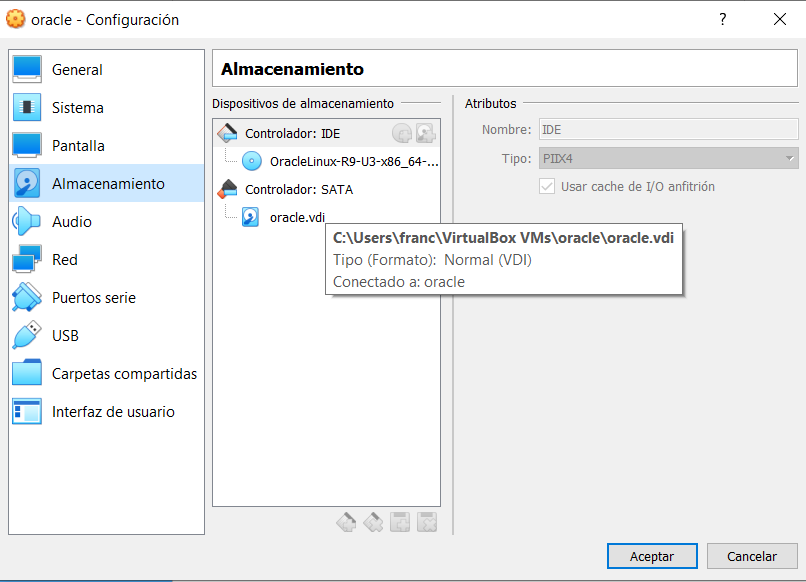 oracle - Configuración
?
General
Sistema
Pantalla
Almacenamiento
Audio
Red
Puertos serie
USB
Carpetas compartidas
Interfaz de usuario
Almacenamiento
Dispositivos de almacenamiento
Controlador: IDE
OracleLinux-R9-U3-x86_64-...
Controlador: SATA
oracle.vdi
C:\Users\franc\VirtualBox VMs\oracle\oracle.vdi
Tipo (Formato): Normal (VDI)
Conectado a: oracle
Atributos
Nombre: IDE
Tipo: PIIX4
Usar cache de I/O anfitrión
Aceptar
Cancelar